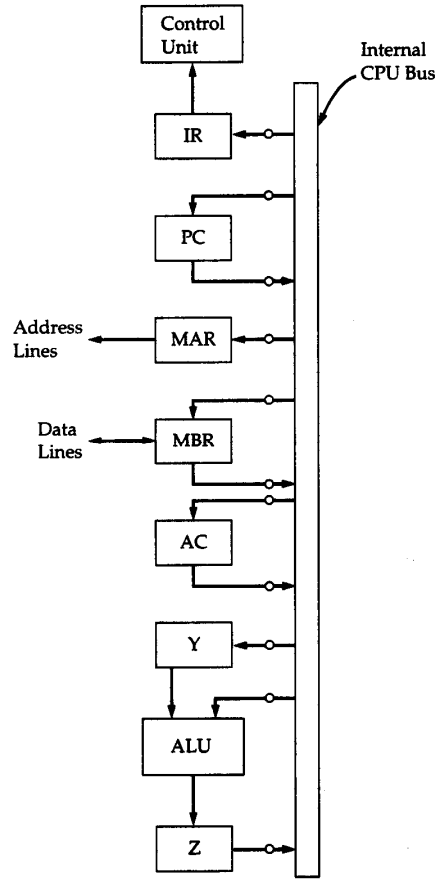 Control
Unit
Internal
CPU Bus
IR
PC
Address
Lines
MAR
Data
Lines
MBR
AC
Y
ALU
Z